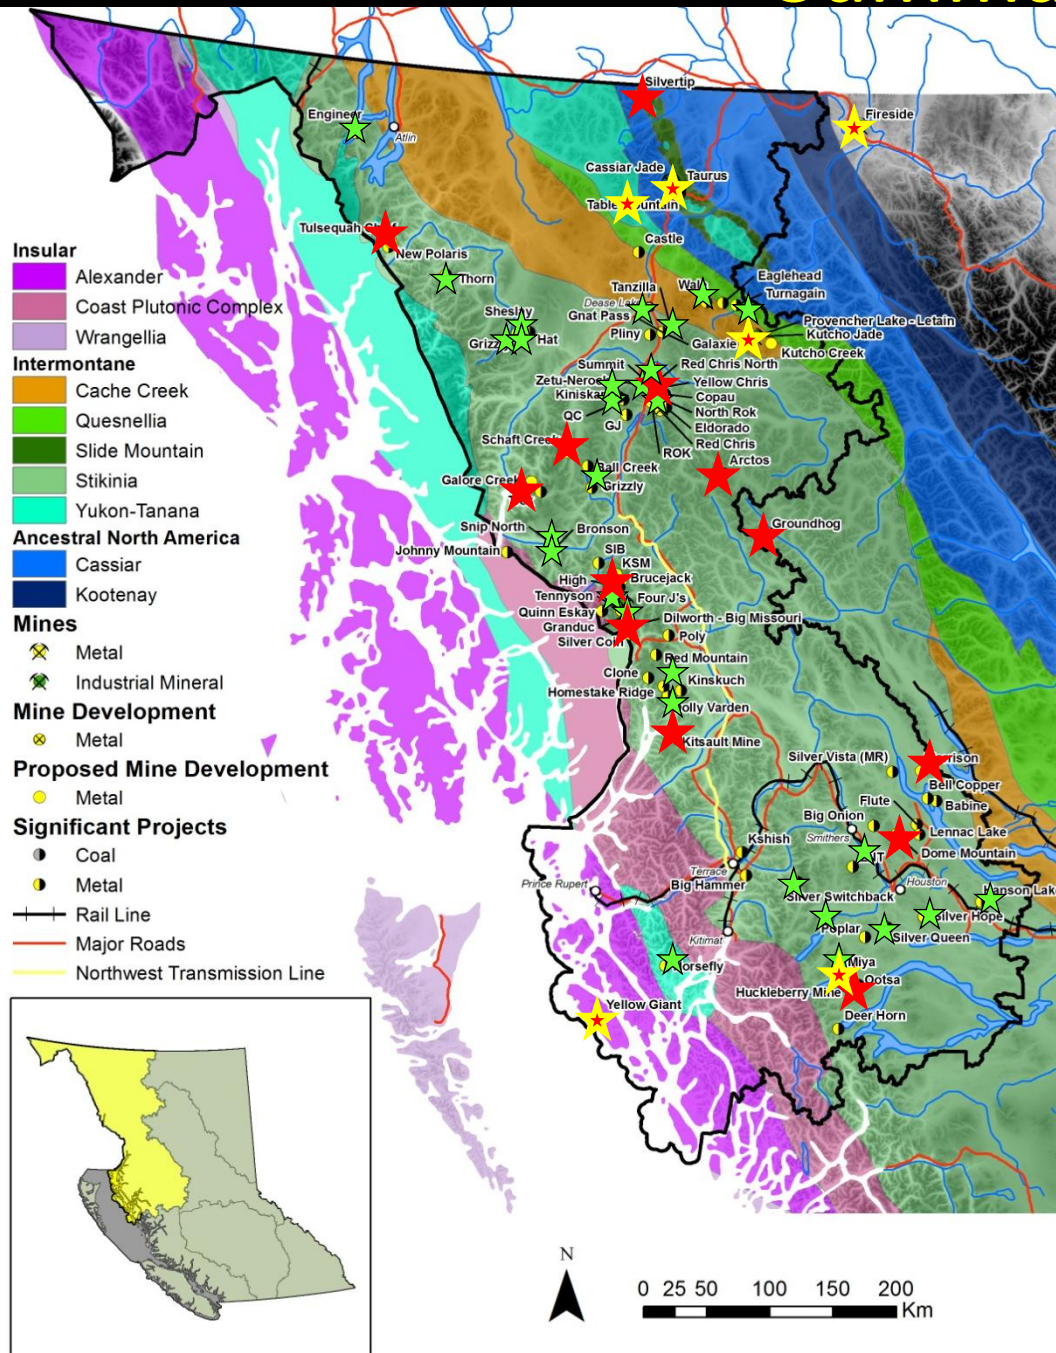 Insular
Alexander
Coast Plutonic Complex
Wrangellia
Intermontane
Cache Creek
Quesnellia
Slide Mountain
Stikinia
Yukon-Tanana
Ancestral North America
Cassiar
Kootenay
Mines
Metal
Industrial Mineral
Mine Development
Metal
Proposed Mine Development
Metal
Significant Projects
Coal
Metal
Rail Line
Major Roads
Northwest Transmission Line
Silvertip
Fireside
Engineer
Atlin
Cassiar Jade
Taurus
Castle
Tulsequah
New Polaris
Thorn
Tanzilla
Eaglehead
Turnagain
Dease
Gnat Pass
Sheslay
Hat
Pliny
Provencher Lake - Letain
Kutcho Jade
Galaxie
Kutcho Creek
Summit
Red Chris North
Yellow Chris
Kiniskan
Copau
North Rok
QC
GJ
Eldorado
Red Chris
ROK
Schaft Creek
Arctos
Ball Creek
Galore Creek
Grizzly
Groundhog
Snip North
Bronson
Johnny Mountain
SIB
KSM
High
Brucejack
Tennyson
Four J's
Quinn Eskay
Dilworth - Big Missouri
Granduc
Silver
Poly
Red Mountain
Clone
Kinskuch
Homestake Ridge
Kitsault Mine
Silver Vista (MR)
Bell Copper
Babine
Flute
Big Onion
Smithers
Lennac Lake
Dome Mountain
Kshish
Terrace
Big Hammer
Houston
Prince Rupert
Silver Switchback
Silver Hope
Poplar
Silver Queen
Kitimat
Miya
Ootsa
Huckleberry Mine
Yellow Giant
Deer Horn
N
0 25 50 100 150 200
Km